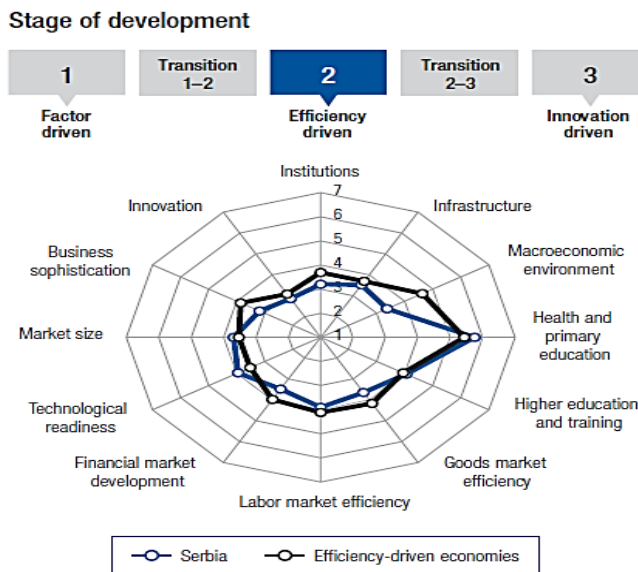 Stage of development
1
Transition
1–2
2
Transition
2–3
3
Factor
driven
Efficiency
driven
Innovation
driven
Institutions
7
6
5
4
3
2
1
Innovation
Infrastructure
Business
sophistication
Macroeconomic
environment
Market size
Health and
primary
education
Technological
readiness
Higher education
and training
Financial market
development
Goods market
efficiency
Labor market efficiency
Serbia
Efficiency-driven economies